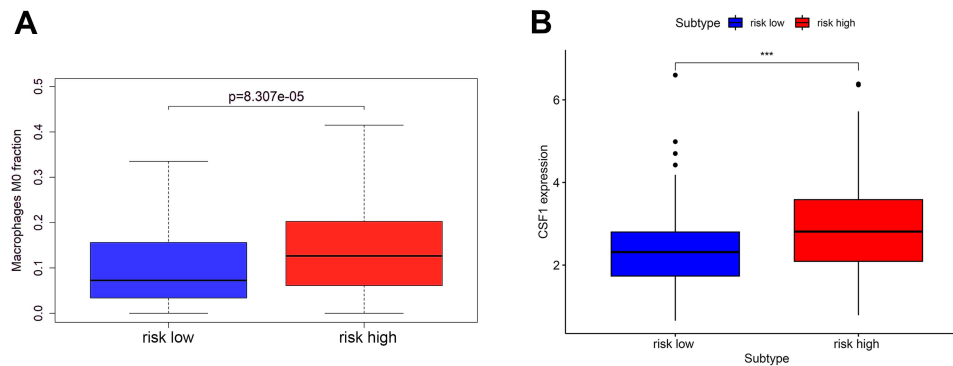 A
Macrophages M0 fraction
0.5
0.4
0.3
0.2
0.1
0.0
p=8.307e-05
risk low
risk high
B
Subtype risk low risk high
CSF1 expression
6
4
2
***
risk low
risk high
Subtype